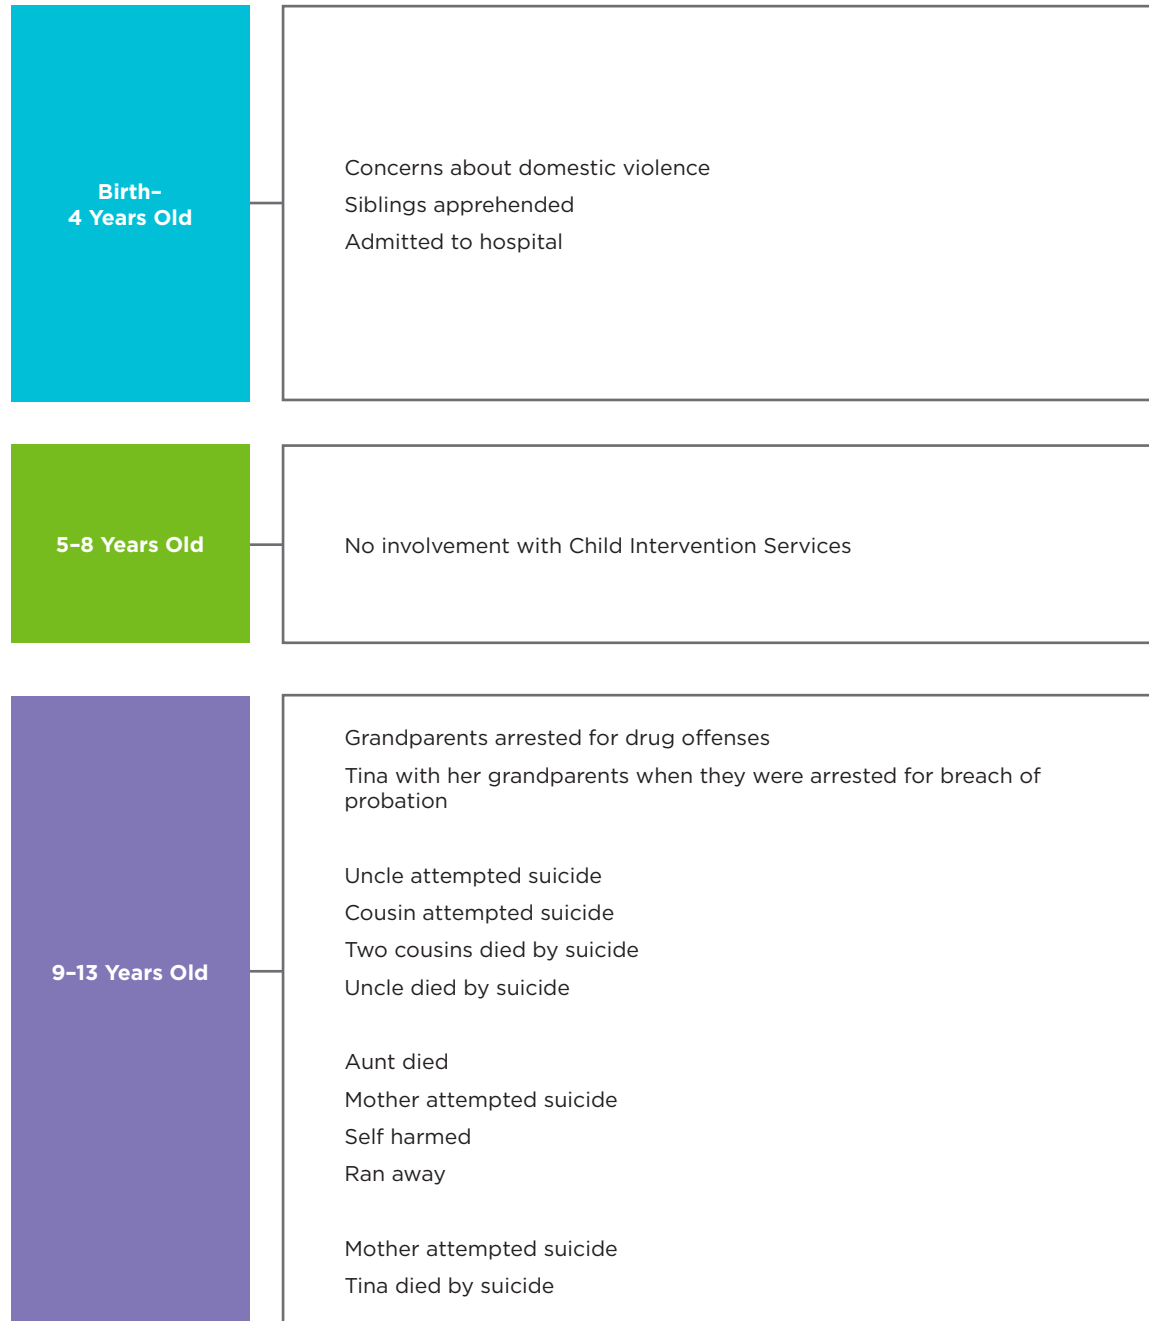 Birth–
4 Years Old
Concerns about domestic violence
Siblings apprehended
Admitted to hospital
5–8 Years Old
No involvement with Child Intervention Services
9–13 Years Old
Grandparents arrested for drug offenses
Tina with her grandparents when they were arrested for breach of
probation
Uncle attempted suicide
Cousin attempted suicide
Two cousins died by suicide
Uncle died by suicide
Aunt died
Mother attempted suicide
Self harmed
Ran away
Mother attempted suicide
Tina died by suicide